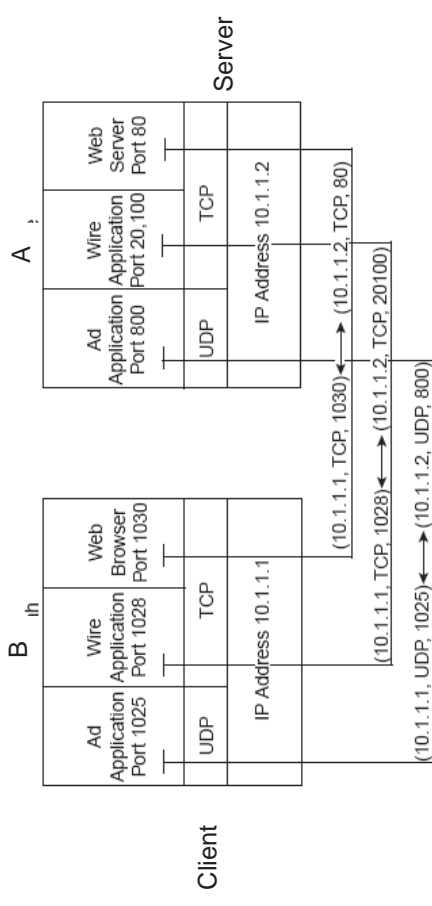 B
ıh
A
Client
Ad
Application
Port 1025
Wire
Application
Port 1028
Web
Browser
Port 1030
UDP
TCP
IP Address 10.1.1.1
Ad
Application
Port 800
Wire
Application
Port 20,100
Web
Server
Port 80
UDP
TCP
IP Address 10.1.1.2
Server
(10.1.1.1, TCP, 1030) (10.1.1.2, TCP, 80)
(10.1.1.1, TCP, 1028) (10.1.1.2, TCP, 20100)
(10.1.1.1, UDP, 1025) (10.1.1.2, UDP, 800)